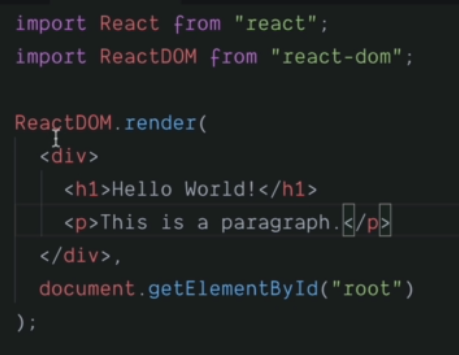 import React from "react";
import ReactDOM from "react-dom";
ReactDOM.render(
<div>
<h1>Hello World!</h1>
<p>This is a paragraph.</p>
</div>,
document.getElementById("root")
);